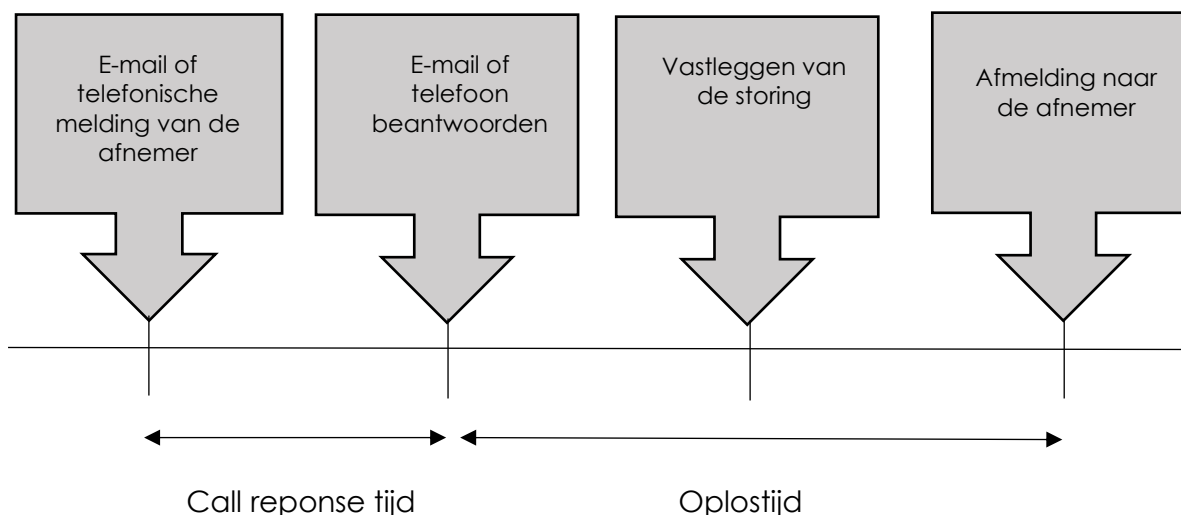 E-mail of
telefonische
melding van de
afnemer
E-mail of
telefoon
beantwoorden
Vastleggen van
de storing
Afmelding naar
de afnemer
Call reponse tijd
Oplostijd